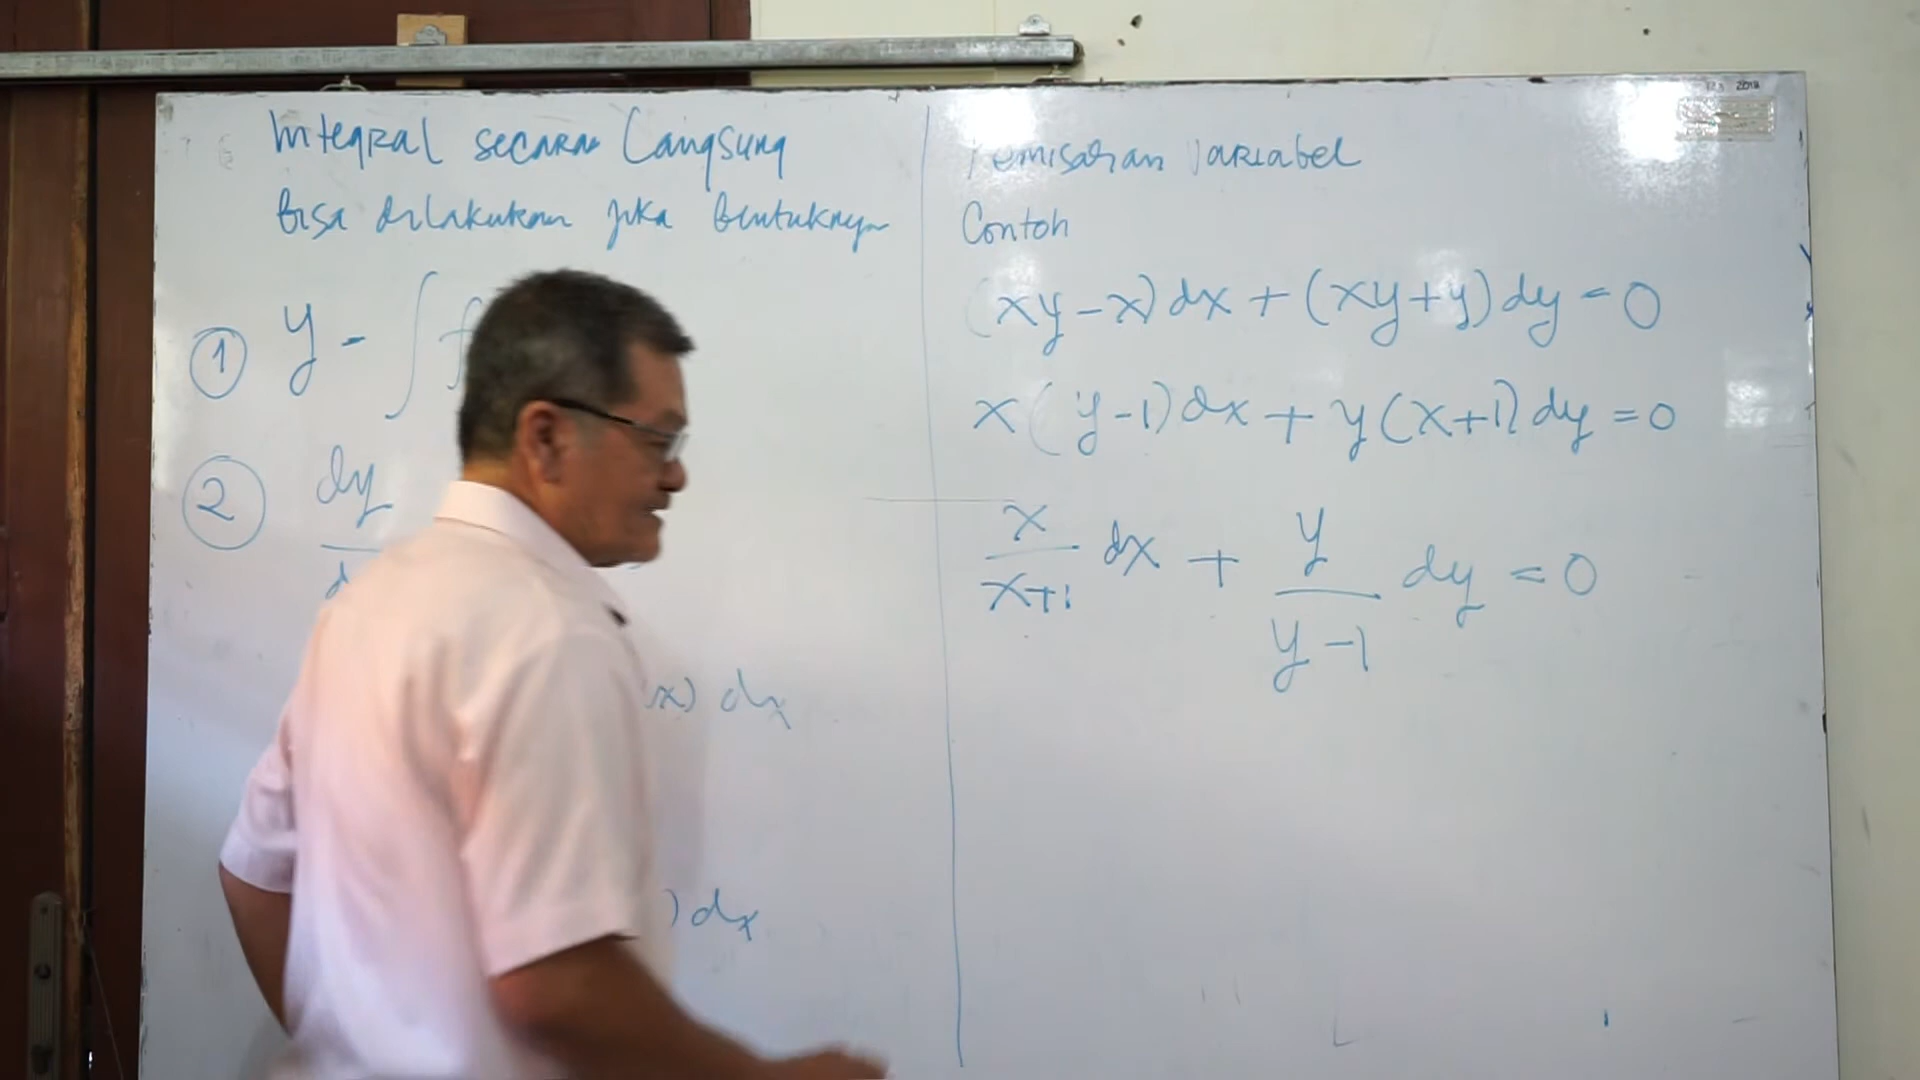 Integral secara Langsung
Bisa dilakukan jika bentuknya
① y = ∫ f
② dy
x) dx
) dx
Pemisahan Variabel
Contoh
(xy-x)dx+(xy+y)dy=0
x(y-1)dx+y(x+1)dy=0
x/(x+1) dx + y/(y-1) dy = 0